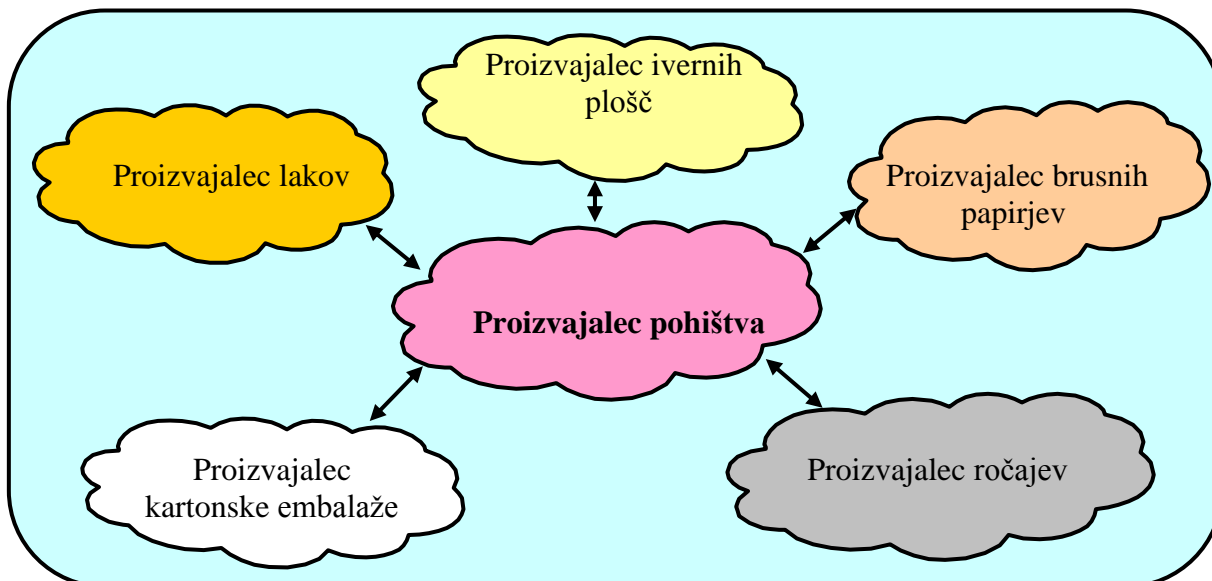 Proizvajalec ivernih
plošč
Proizvajalec lakov
Proizvajalec brusnih
papirjev
Proizvajalec pohištva
Proizvajalec
kartonske embalaže
Proizvajalec ročajev